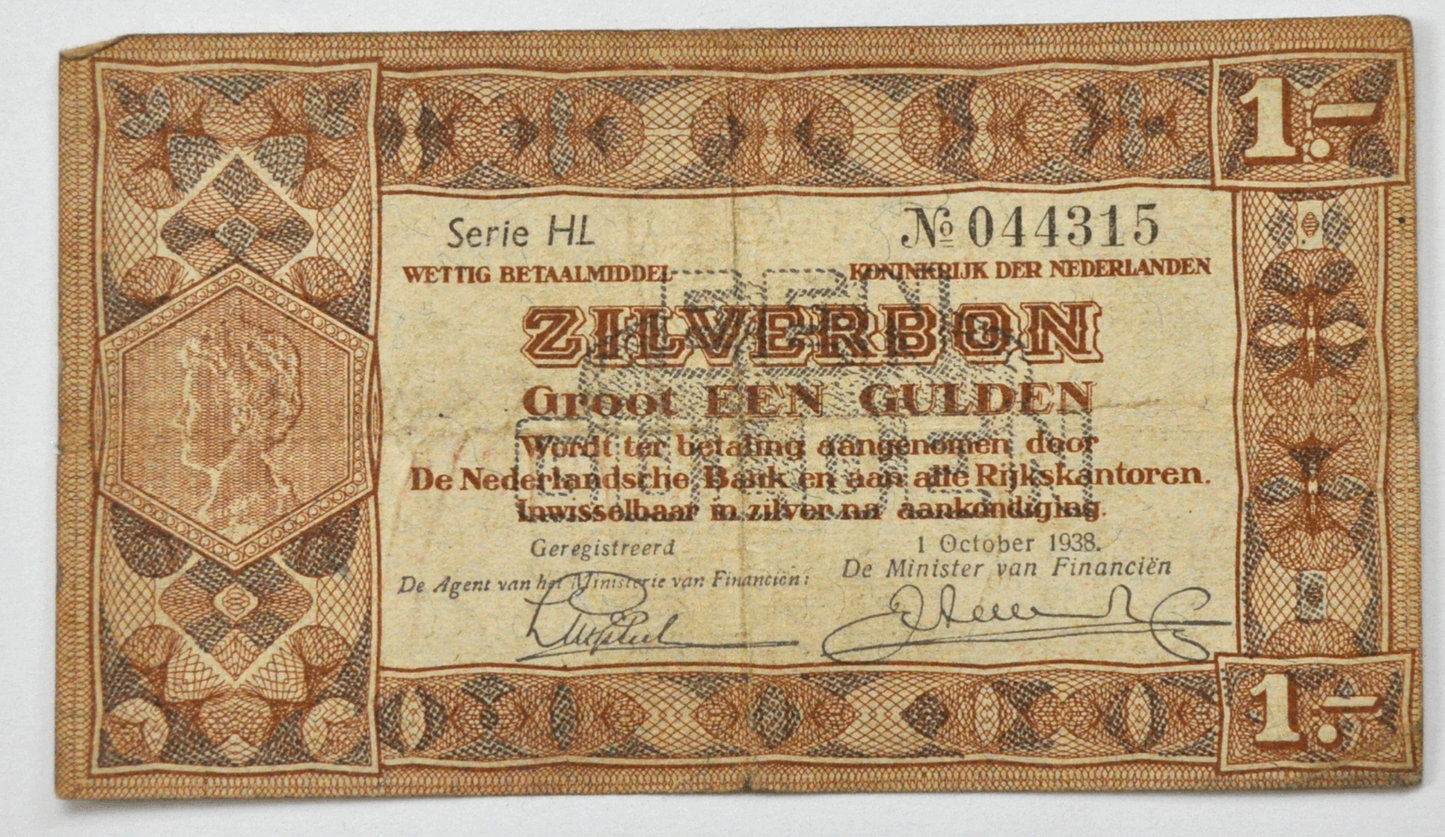 1.-
Serie HL № 044315
WETTIG BETAALMIDDEL KONINKRIJK DER NEDERLANDEN
ZILVERBON
Groot EEN GULDEN
EEN
GULDEN
Wordt ter betaling aangenomen door
De Nederlandsche Bank en aan alle Rijkskantoren.
Inwisselbaar in zilver na aankondiging.
Geregistreerd 1 October 1938.
De Agent van het Ministerie van Financiën: De Minister van Financiën
1.-